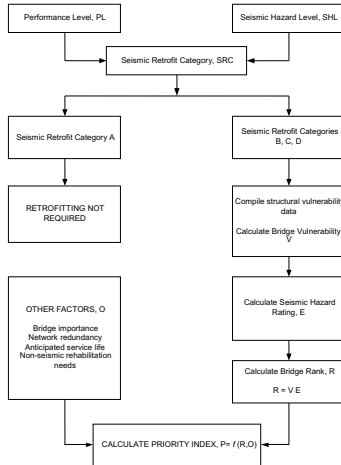 Performance Level, PL
Seismic Hazard Level, SHL
Seismic Retrofit Category, SRC
Seismic Retrofit Category A
Seismic Retrofit Categories
B, C, D
RETROFITTING NOT
REQUIRED
Compile structural vulnerability
data
Calculate Bridge Vulnerability
V
OTHER FACTORS, O
Bridge importance
Network redundancy
Anticipated service life
Non-seismic rehabilitation
needs
Calculate Seismic Hazard
Rating, E
Calculate Bridge Rank, R
R = V E
CALCULATE PRIORITY INDEX, P= f (R,O)